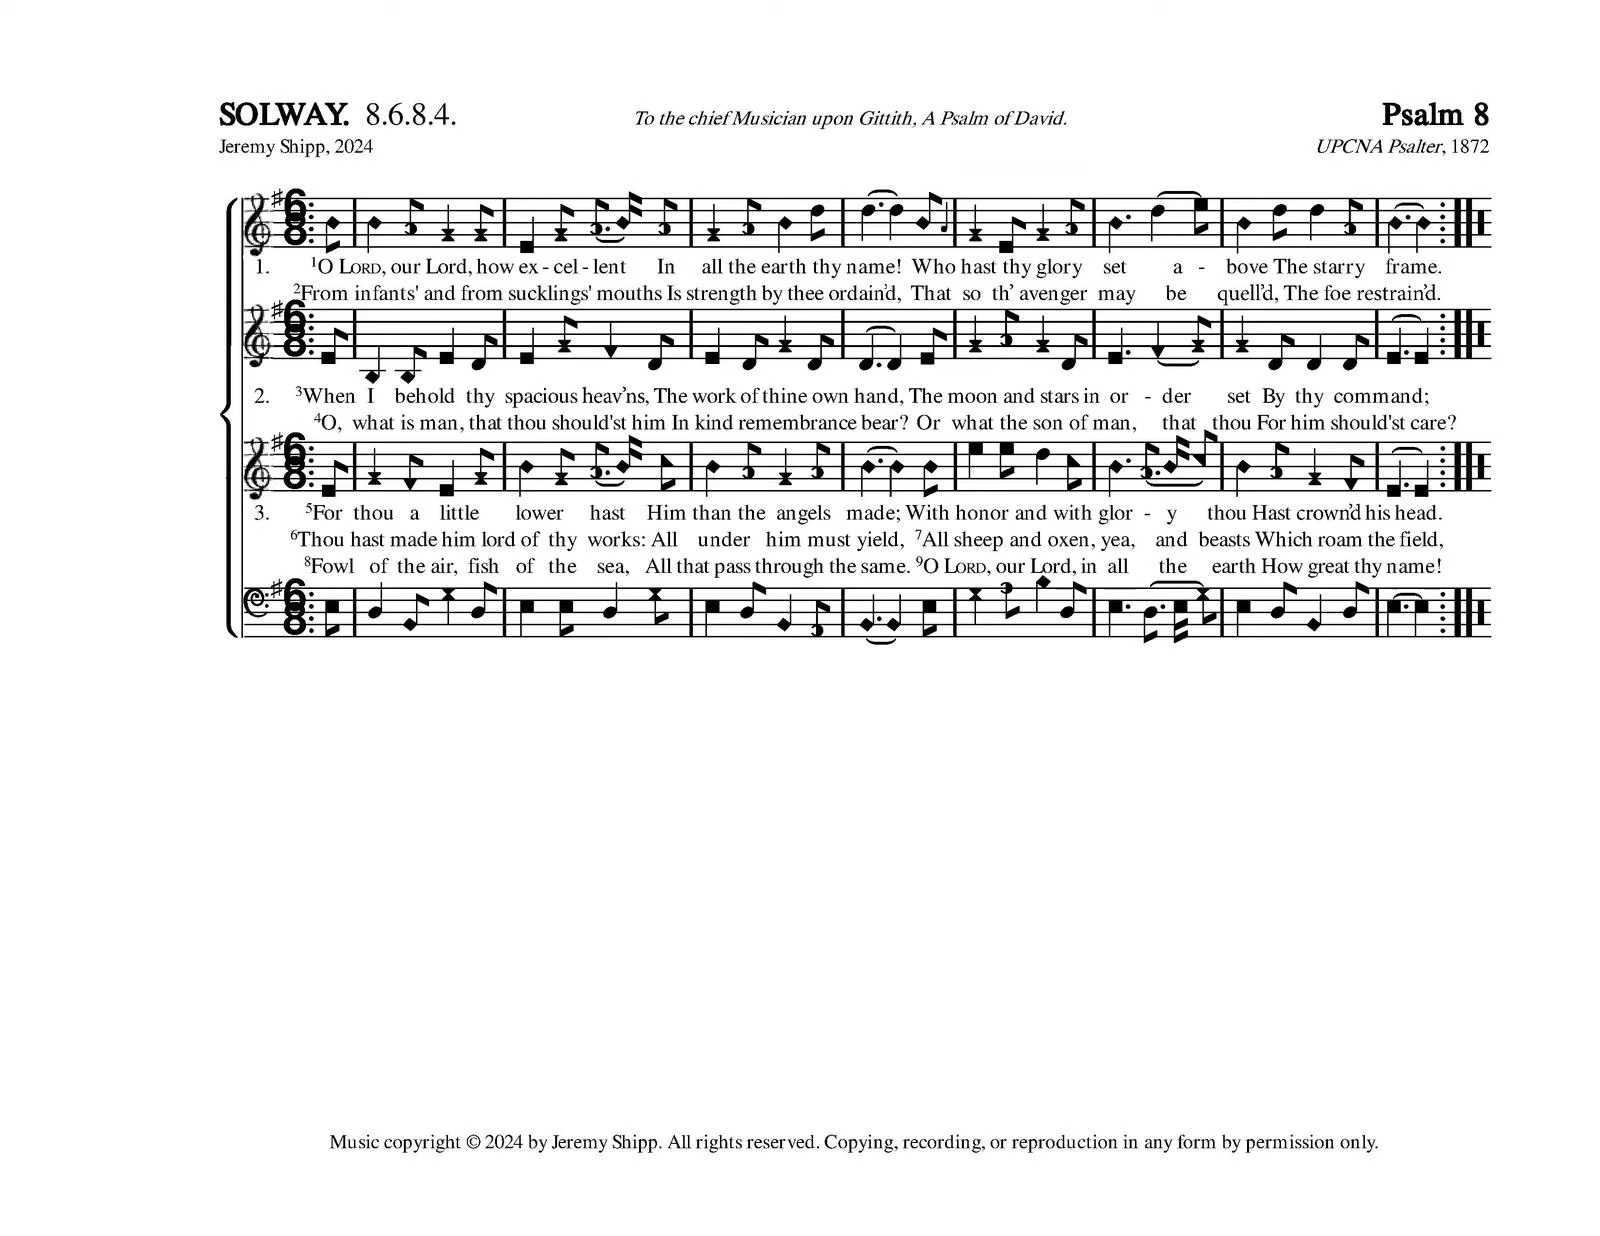 SOLWAY. 8.6.8.4. To the chief Musician upon Gittith, A Psalm of David. Psalm 8
Jeremy Shipp, 2024 UPCNA Psalter, 1872
1. ¹O LORD, our Lord, how ex - cel - lent In all the earth thy name! Who hast thy glory set a - bove The starry frame.
²From infants' and from sucklings' mouths Is strength by thee ordain’d, That so th’ avenger may be quell’d, The foe restrain’d.
2. ³When I behold thy spacious heav’ns, The work of thine own hand, The moon and stars in or - der set By thy command;
⁴O, what is man, that thou should'st him In kind remembrance bear? Or what the son of man, that thou For him should'st care?
3. ⁵For thou a little lower hast Him than the angels made; With honor and with glor - y thou Hast crown’d his head.
⁶Thou hast made him lord of thy works: All under him must yield, ⁷All sheep and oxen, yea, and beasts Which roam the field,
⁸Fowl of the air, fish of the sea, All that pass through the same. ⁹O LORD, our Lord, in all the earth How great thy name!
Music copyright © 2024 by Jeremy Shipp. All rights reserved. Copying, recording, or reproduction in any form by permission only.